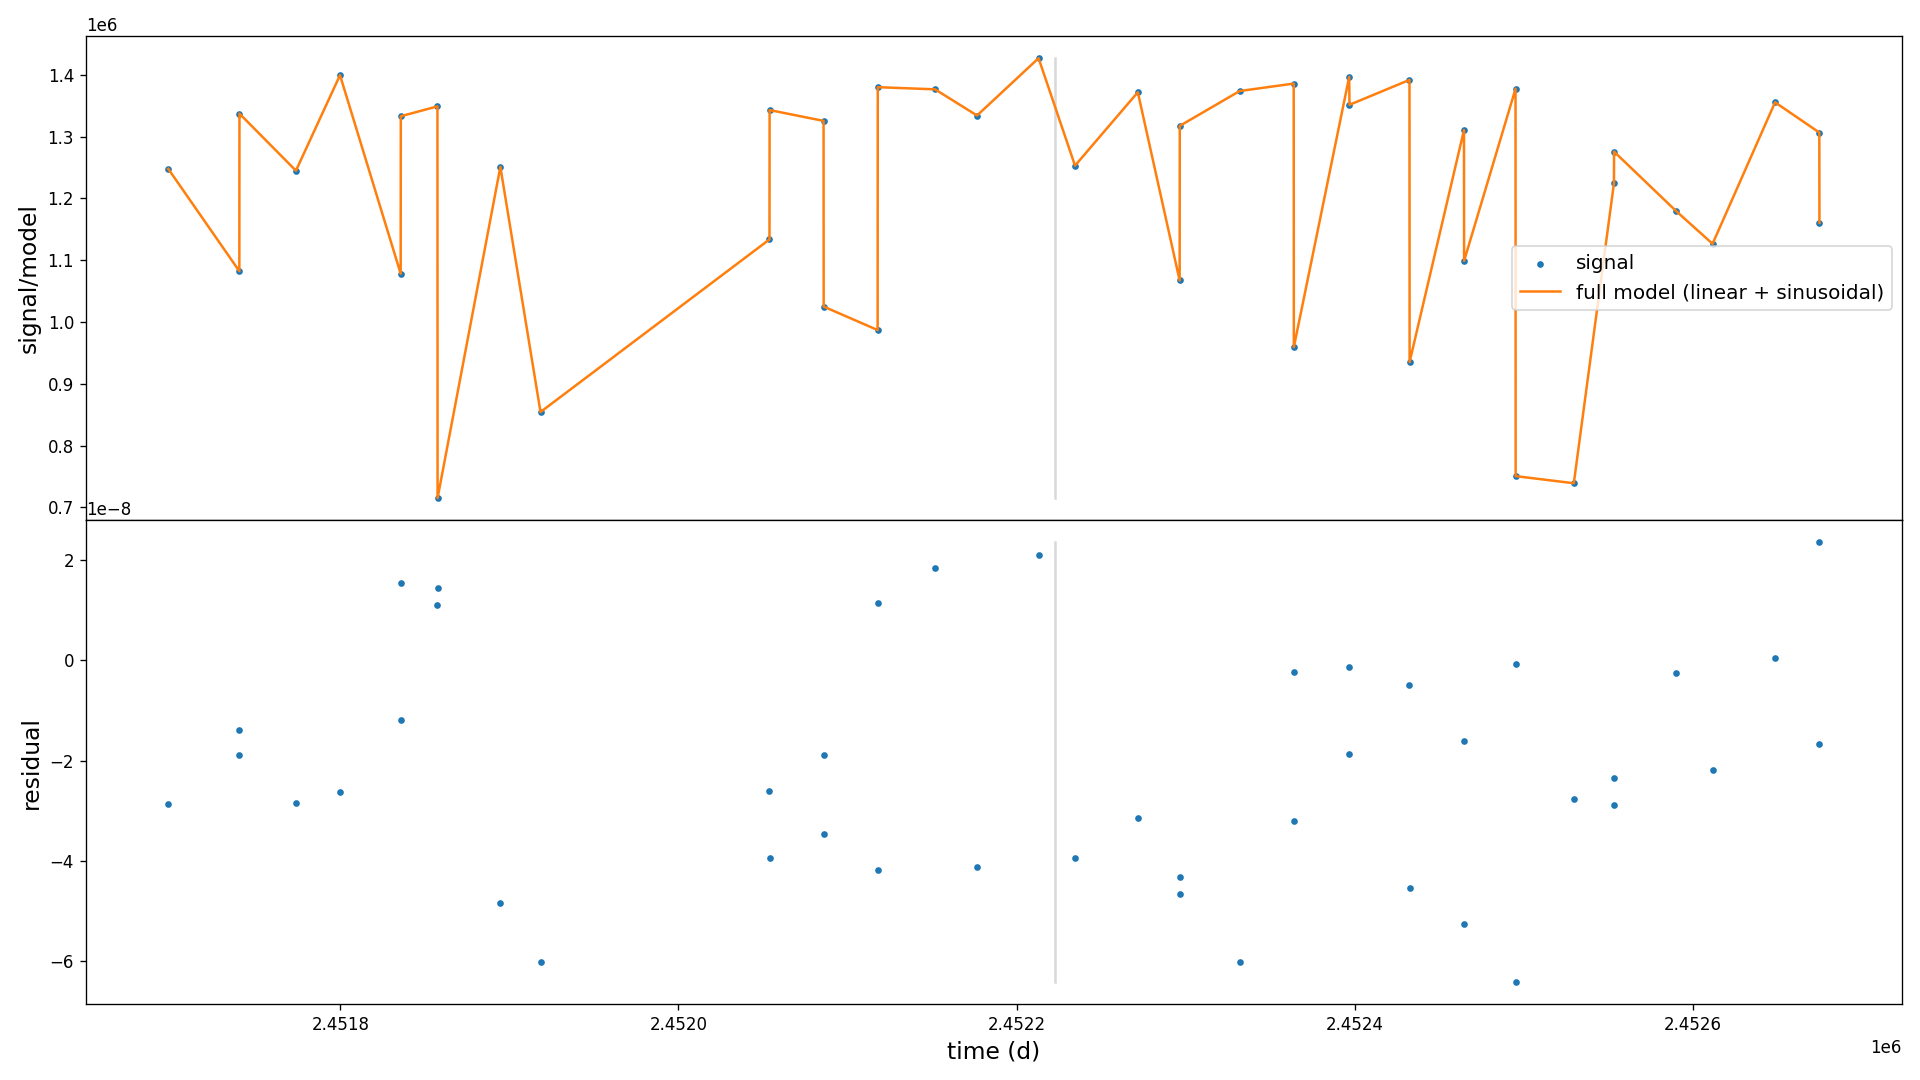 1e6
signal/model
1.4
1.3
1.2
1.1
1.0
0.9
0.8
0.7
signal
full model (linear + sinusoidal)
1e−8
residual
2
0
−2
−4
−6
2.4518 2.4520 2.4522 2.4524 2.4526
time (d)
1e6